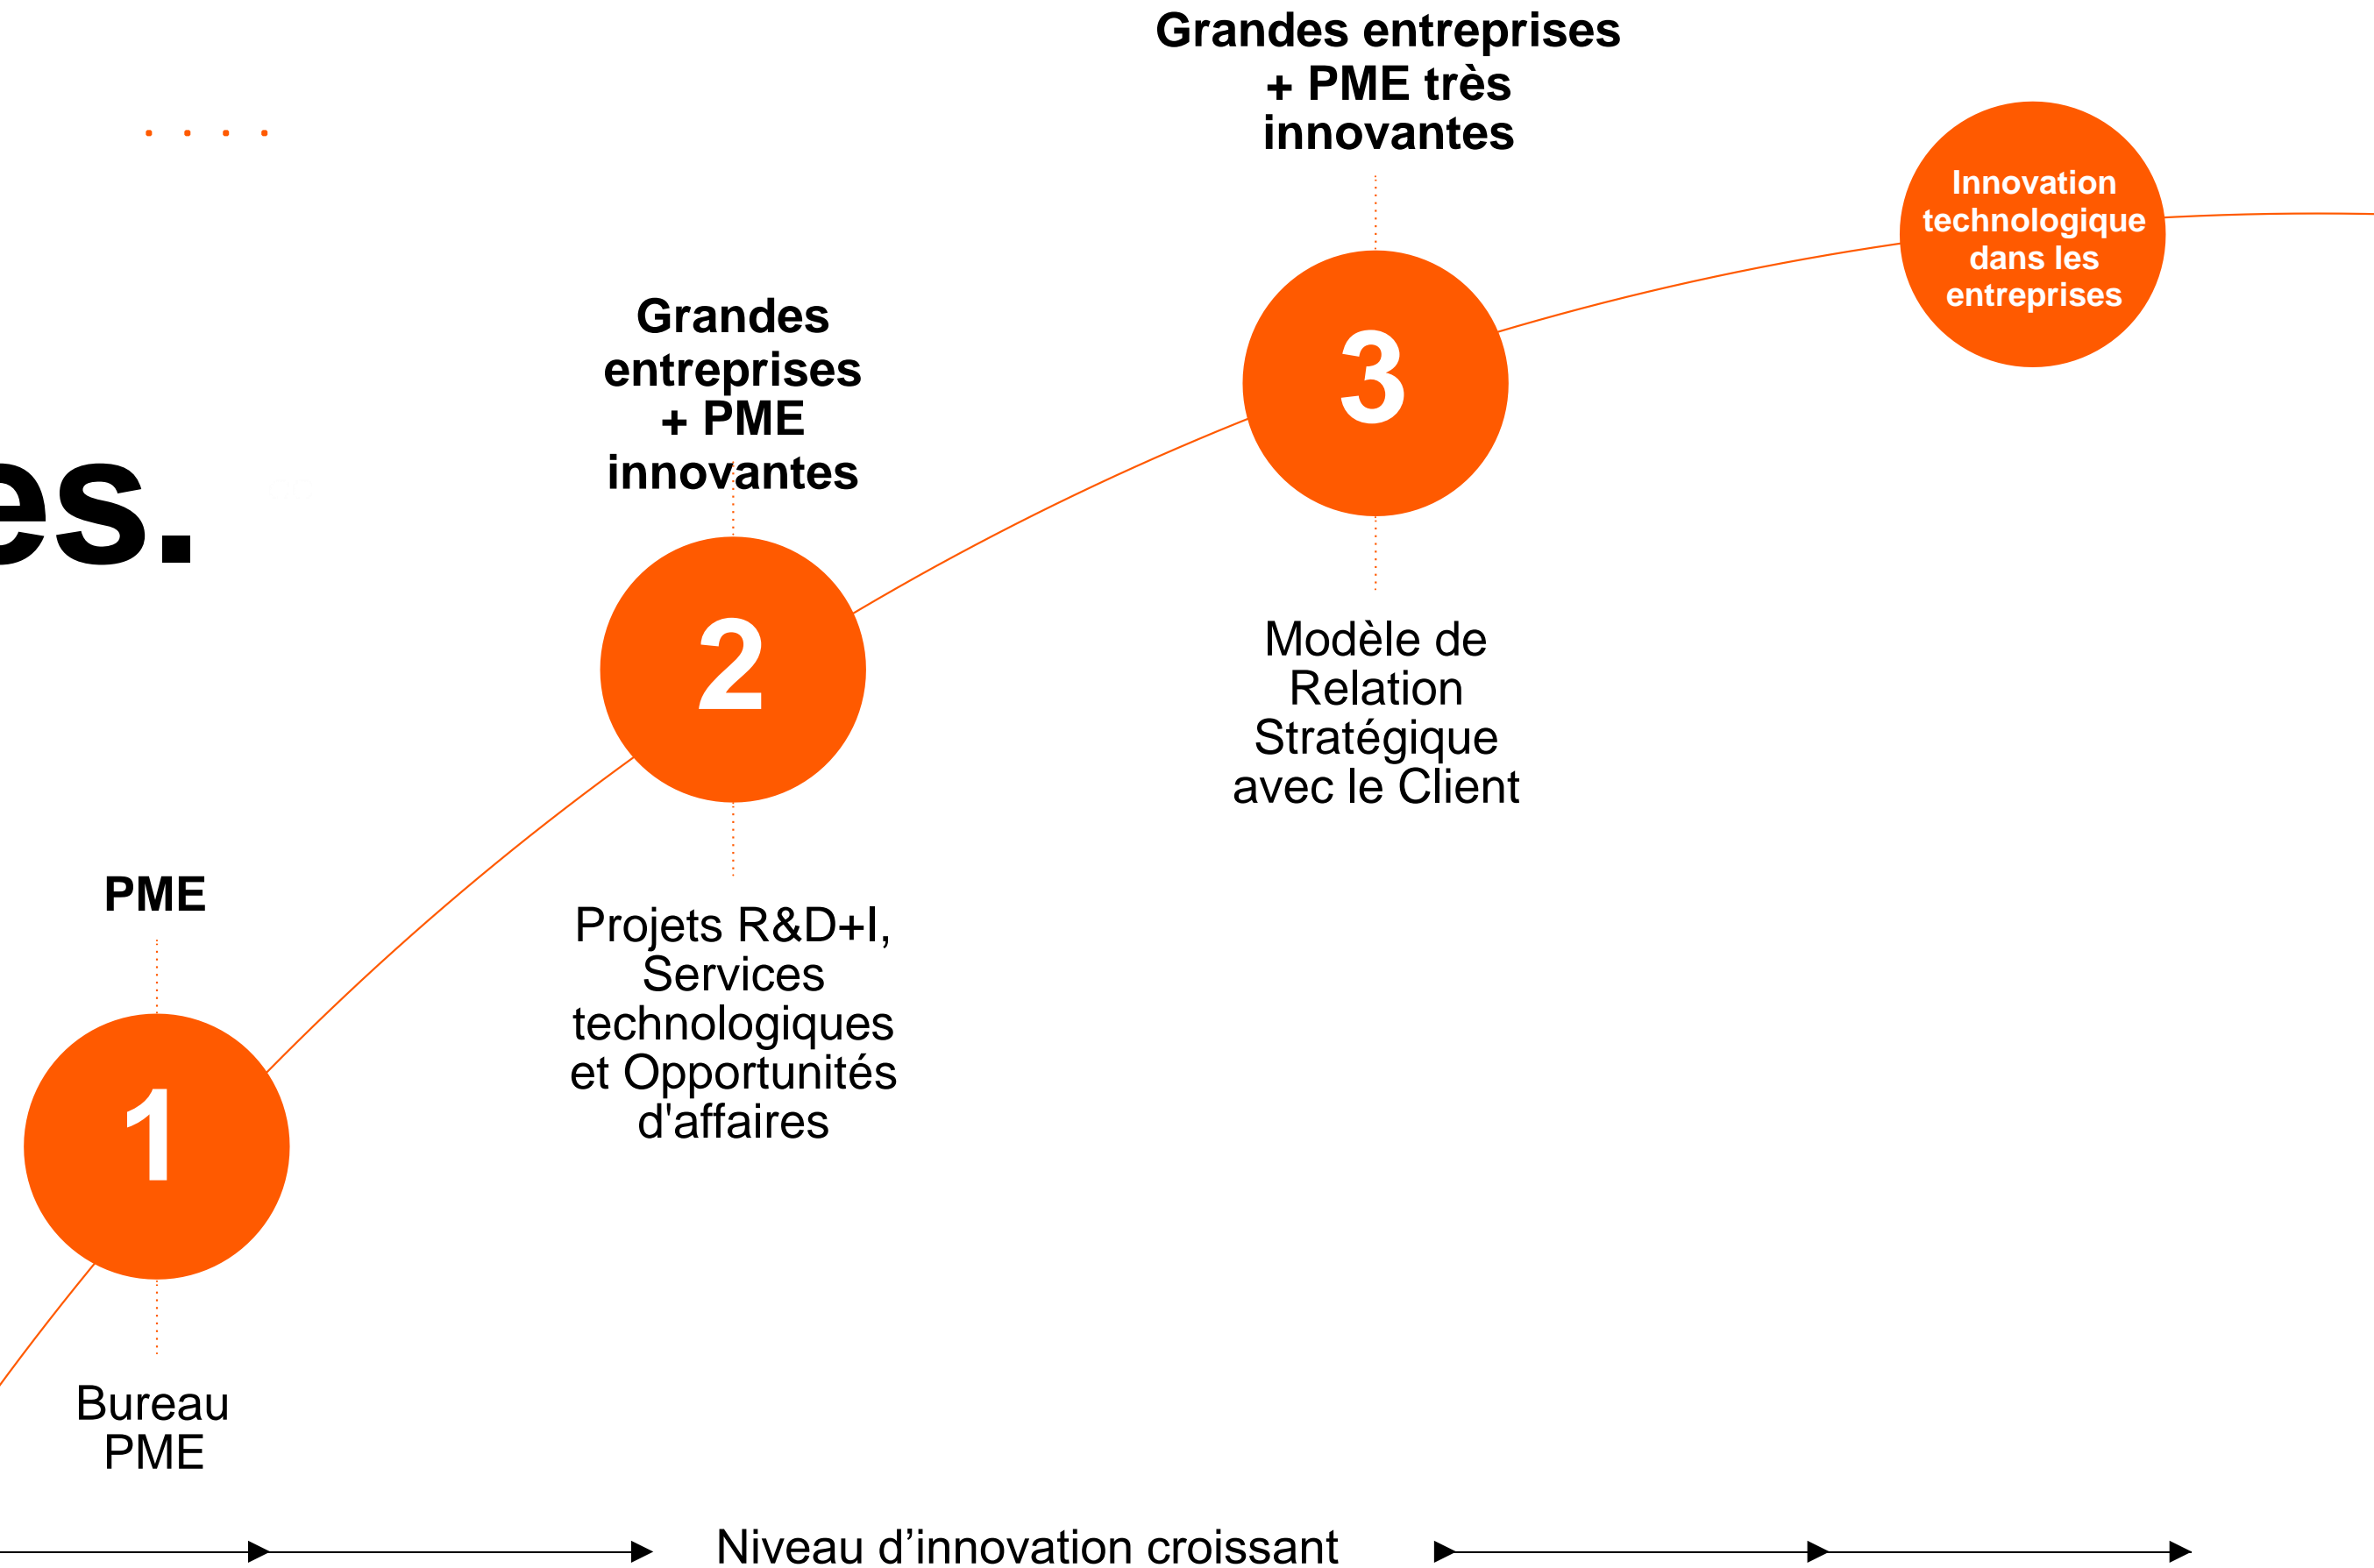 Grandes entreprises
+ PME très
innovantes
Innovation
technologique
dans les
entreprises
3
Grandes
entreprises
+ PME
innovantes
es.
2
Modèle de
Relation
Stratégique
avec le Client
PME
1
Projets R&D+I,
Services
technologiques
et Opportunités
d'affaires
Bureau
PME
Niveau d’innovation croissant